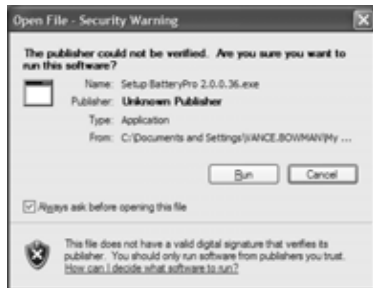 Open File - Security Warning
The publisher could not be verified. Are you sure you want to
run this software?
Name: Setup BatteryPro 2.0.0.36.exe
Publisher: Unknown Publisher
Type: Application
From: C:\Documents and Settings\VANCE.BOWMAN\My ...
Run Cancel
Always ask before opening this file
This file does not have a valid digital signature that verifies its
publisher. You should only run software from publishers you trust.
How can I decide what software to run?